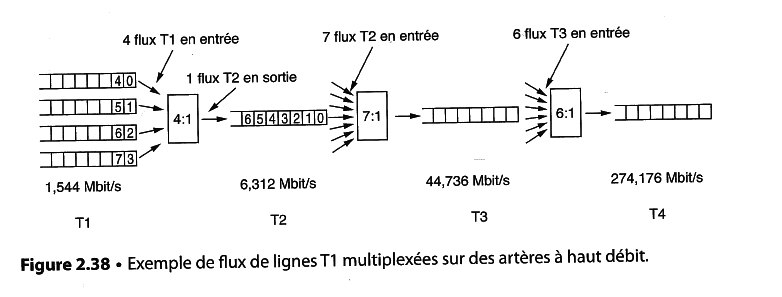 4 flux T1 en entrée
7 flux T2 en entrée
6 flux T3 en entrée
1 flux T2 en sortie
4 0
5 1
6 2
7 3
4:1
6 5 4 3 2 1 0
7:1
6:1
1,544 Mbit/s
6,312 Mbit/s
44,736 Mbit/s
274,176 Mbit/s
T1
T2
T3
T4
Figure 2.38 • Exemple de flux de lignes T1 multiplexées sur des artères à haut débit.